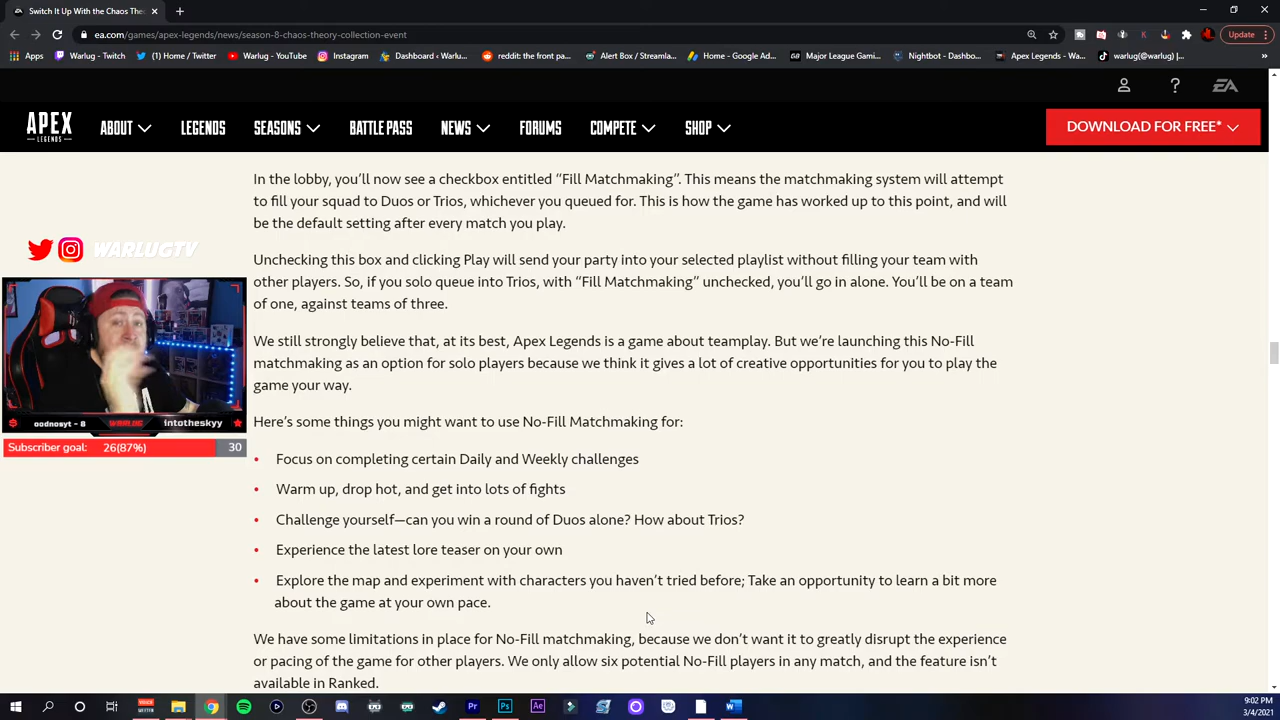 Switch It Up With the Chaos The
ea.com/games/apex-legends/news/season-8-chaos-theory-collection-event
Update
Apps
Warlug - Twitch
(1) Home / Twitter
Warlug - YouTube
Instagram
Dashboard ‹ Warlu...
reddit: the front pa...
Alert Box / Streamla...
Home - Google Ad...
Major League Gami...
Nightbot - Dashbo...
Apex Legends - Wa...
warlug(@warlug) |...
»
? EA
APEX LEGENDS
ABOUT
LEGENDS
SEASONS
BATTLE PASS
NEWS
FORUMS
COMPETE
SHOP
DOWNLOAD FOR FREE*
In the lobby, you’ll now see a checkbox entitled “Fill Matchmaking”. This means the matchmaking system will attempt
to fill your squad to Duos or Trios, whichever you queued for. This is how the game has worked up to this point, and will
be the default setting after every match you play.
WARLUGTV
Unchecking this box and clicking Play will send your party into your selected playlist without filling your team with
other players. So, if you solo queue into Trios, with “Fill Matchmaking” unchecked, you’ll go in alone. You’ll be on a team
of one, against teams of three.
We still strongly believe that, at its best, Apex Legends is a game about teamplay. But we’re launching this No-Fill
matchmaking as an option for solo players because we think it gives a lot of creative opportunities for you to play the
game your way.
Here’s some things you might want to use No-Fill Matchmaking for:
oodnosyt - 8
intotheskyy
Subscriber goal: 26(87%) 30
• Focus on completing certain Daily and Weekly challenges
• Warm up, drop hot, and get into lots of fights
• Challenge yourself—can you win a round of Duos alone? How about Trios?
• Experience the latest lore teaser on your own
• Explore the map and experiment with characters you haven’t tried before; Take an opportunity to learn a bit more
about the game at your own pace.
We have some limitations in place for No-Fill matchmaking, because we don’t want it to greatly disrupt the experience
or pacing of the game for other players. We only allow six potential No-Fill players in any match, and the feature isn’t
available in Ranked.
9:02 PM
3/4/2021